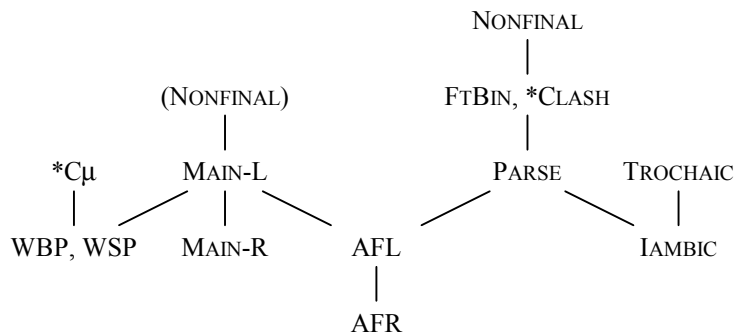 NONFINAL
(NONFINAL) FTBIN, *CLASH
*Cμ MAIN-L PARSE TROCHAIC
WBP, WSP MAIN-R AFL IAMBIC
AFR